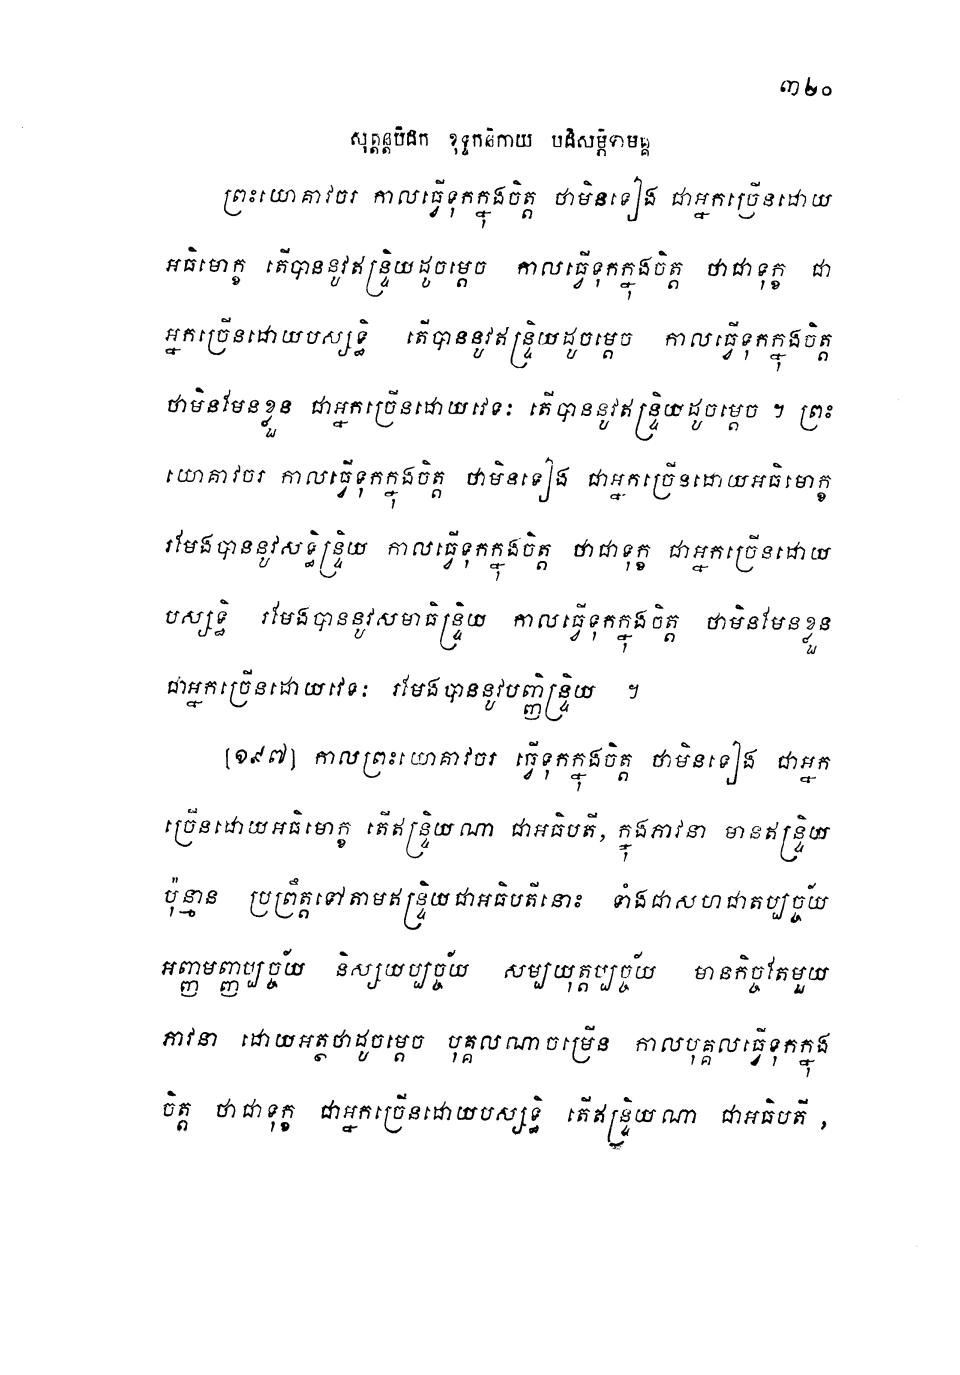 ៣២០
សុត្តន្តបិដក ខុទ្ទកនិកាយ បដិសម្ភិទាមគ្គ
ព្រះយោគាវចរ កាលធ្វើទុកក្នុងចិត្ត ថាមិនទៀង ជាអ្នកច្រើនដោយ
អធិមោក្ខ តើបាននូវឥន្ទ្រិយដូចម្តេច កាលធ្វើទុកក្នុងចិត្ត ថាជាទុក្ខ ជា
អ្នកច្រើនដោយបស្សទ្ធិ តើបាននូវឥន្ទ្រិយដូចម្តេច កាលធ្វើទុកក្នុងចិត្ត
ថាមិនមែនខ្លួន ជាអ្នកច្រើនដោយវេទៈ តើបាននូវឥន្ទ្រិយដូចម្តេច ។ ព្រះ
យោគាវចរ កាលធ្វើទុកក្នុងចិត្ត ថាមិនទៀង ជាអ្នកច្រើនដោយអធិមោក្ខ
រមែងបាននូវសទ្ធិន្ទ្រិយ កាលធ្វើទុកក្នុងចិត្ត ថាជាទុក្ខ ជាអ្នកច្រើនដោយ
បស្សទ្ធិ រមែងបាននូវសមាធិន្ទ្រិយ កាលធ្វើទុកក្នុងចិត្ត ថាមិនមែនខ្លួន
ជាអ្នកច្រើនដោយវេទៈ រមែងបាននូវបញ្ញិន្ទ្រិយ ។
[១៩៧] កាលព្រះយោគាវចរ ធ្វើទុកក្នុងចិត្ត ថាមិនទៀង ជាអ្នក
ច្រើនដោយអធិមោក្ខ តើឥន្ទ្រិយណា ជាអធិបតី, ក្នុងភាវនា មានឥន្ទ្រិយ
ប៉ុន្មាន ប្រព្រឹត្តទៅតាមឥន្ទ្រិយជាអធិបតីនោះ ទាំងជាសហជាតប្បច្ច័យ
អញ្ញមញ្ញប្បច្ច័យ និស្សយប្បច្ច័យ សម្បយុត្តប្បច្ច័យ មានកិច្ចតែមួយ
ភាវនា ដោយអត្ថថាដូចម្តេច បុគ្គលណាចម្រើន កាលបុគ្គលធ្វើទុកក្នុង
ចិត្ត ថាជាទុក្ខ ជាអ្នកច្រើនដោយបស្សទ្ធិ តើឥន្ទ្រិយណា ជាអធិបតី,